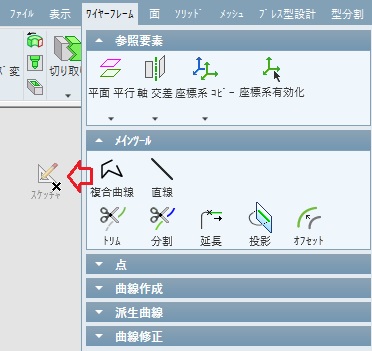 ファイル 表示 ワイヤーフレーム 面 ソリッド メッシュ プレス型設計 型分割
参照要素
ズ 変 切り取り
平面 平行 軸 交差 座標系 コピー 座標系有効化
メインツール
スケッチャ
複合曲線 直線
トリム 分割 延長 投影 オフセット
点
曲線作成
派生曲線
曲線修正